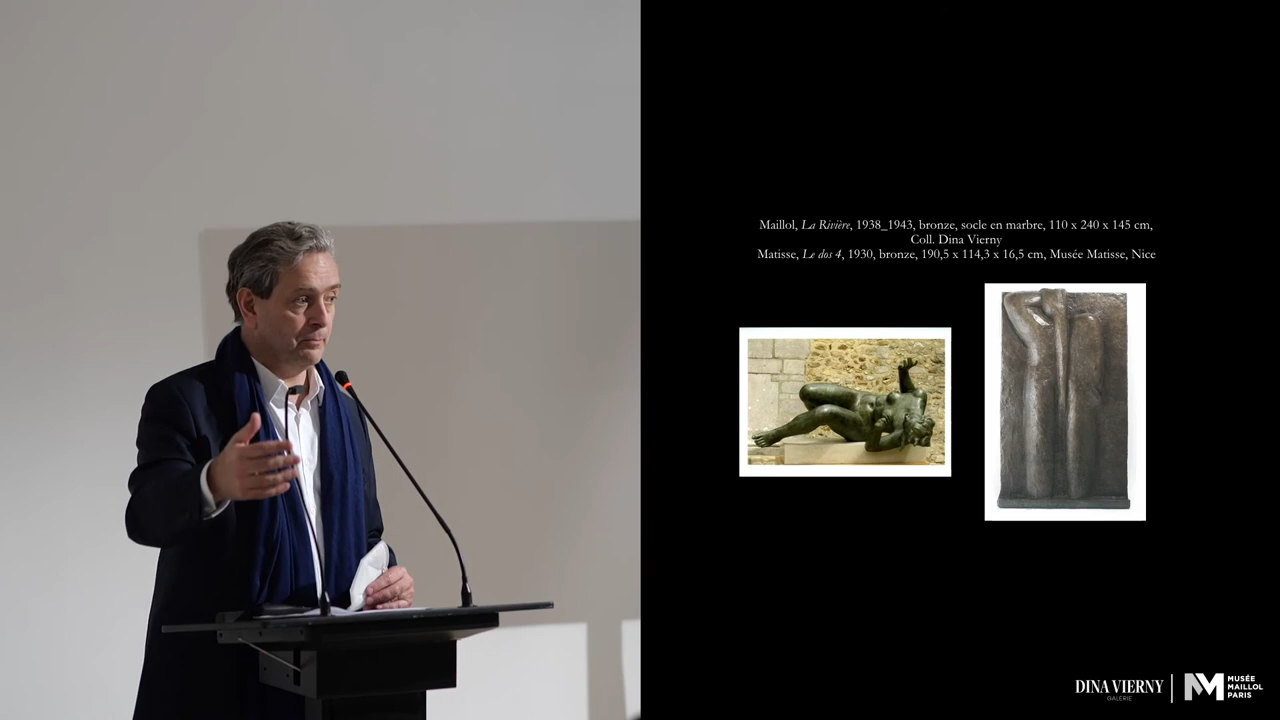 Maillol, La Rivière, 1938_1943, bronze, socle en marbre, 110 x 240 x 145 cm,
Coll. Dina Vierny
Matisse, Le dos 4, 1930, bronze, 190,5 x 114,3 x 16,5 cm, Musée Matisse, Nice
DINA VIERNY
GALERIE
MUSÉE
MAILLOL
PARIS